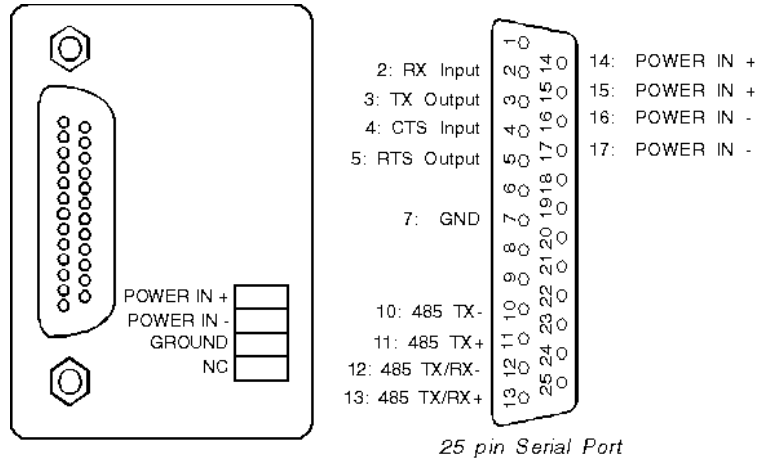 POWER IN +
POWER IN -
GROUND
NC
2: RX Input
3: TX Output
4: CTS Input
5: RTS Output
7: GND
10: 485 TX-
11: 485 TX+
12: 485 TX/RX-
13: 485 TX/RX+
1
2
3
4
5
6
7
8
9
10
11
12
13
14
15
16
17
18
19
20
21
22
23
24
25
14: POWER IN +
15: POWER IN +
16: POWER IN -
17: POWER IN -
25 pin Serial Port